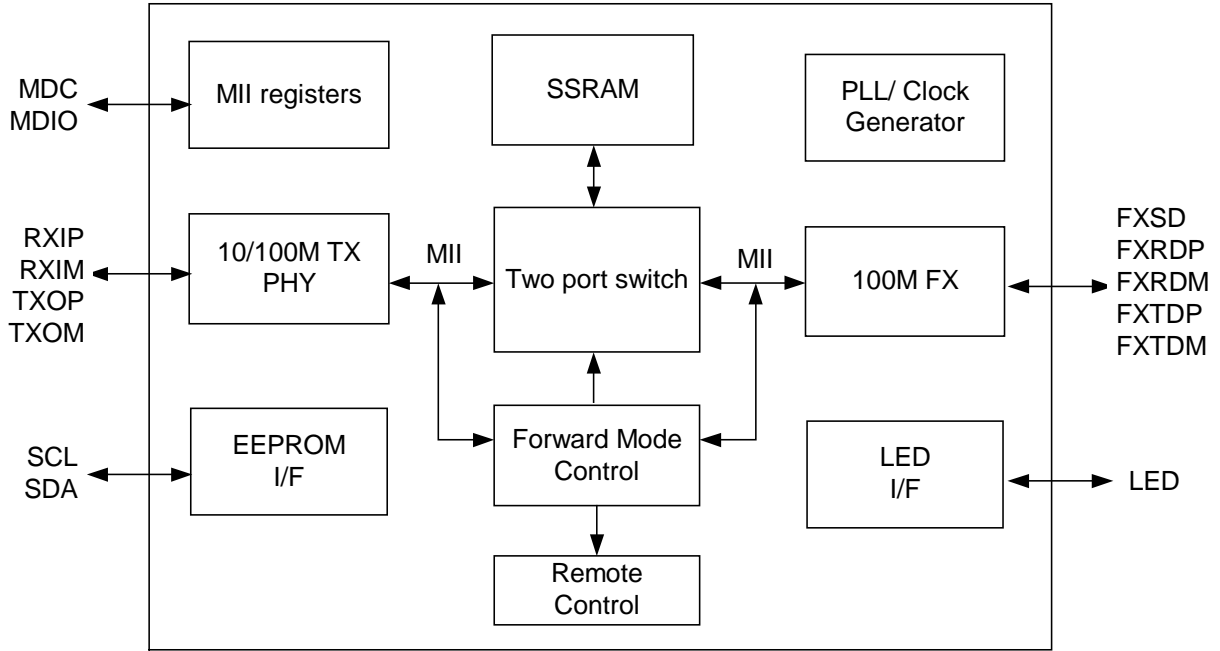 MDC
MDIO
MII registers
SSRAM
PLL/ Clock
Generator
RXIP
RXIM
TXOP
TXOM
10/100M TX
PHY
MII
Two port switch
MII
100M FX
FXSD
FXRDP
FXRDM
FXTDP
FXTDM
SCL
SDA
EEPROM
I/F
Forward Mode
Control
LED
I/F
LED
Remote
Control